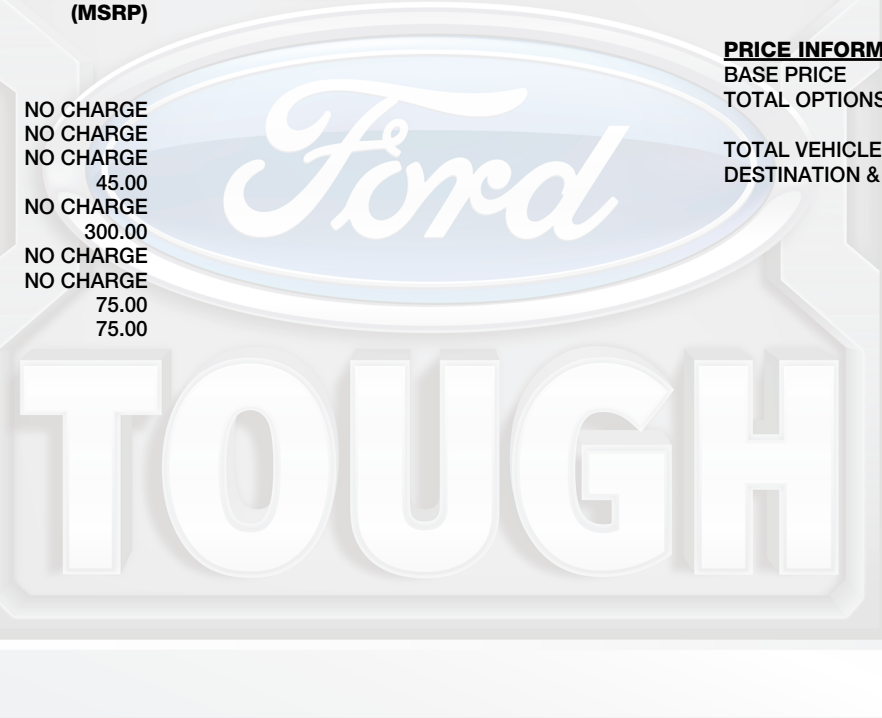 (MSRP)
NO CHARGE
NO CHARGE
NO CHARGE
45.00
NO CHARGE
300.00
NO CHARGE
NO CHARGE
75.00
75.00
PRICE INFORM
BASE PRICE
TOTAL OPTIONS
TOTAL VEHICLE
DESTINATION &
Ford
TOUGH